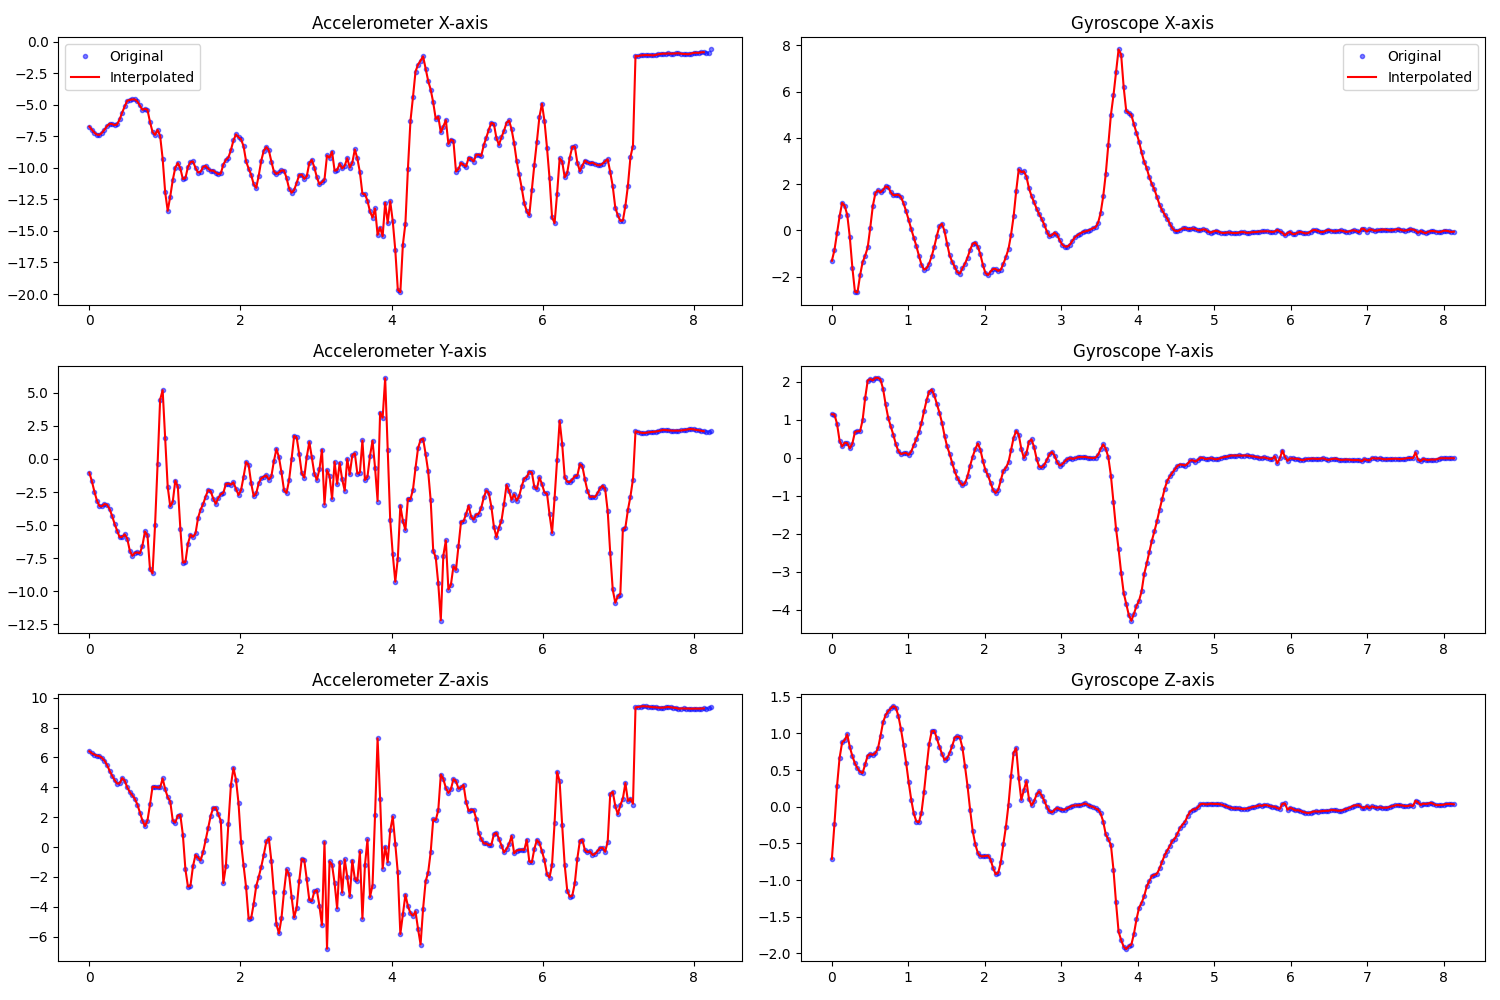 Accelerometer X-axis
Original
Interpolated
0.0
−2.5
−5.0
−7.5
−10.0
−12.5
−15.0
−17.5
−20.0
0 2 4 6 8
Gyroscope X-axis
Original
Interpolated
8
6
4
2
0
−2
0 1 2 3 4 5 6 7 8
Accelerometer Y-axis
5.0
2.5
0.0
−2.5
−5.0
−7.5
−10.0
−12.5
0 2 4 6 8
Gyroscope Y-axis
2
1
0
−1
−2
−3
−4
0 1 2 3 4 5 6 7 8
Accelerometer Z-axis
10
8
6
4
2
0
−2
−4
−6
0 2 4 6 8
Gyroscope Z-axis
1.5
1.0
0.5
0.0
−0.5
−1.0
−1.5
−2.0
0 1 2 3 4 5 6 7 8